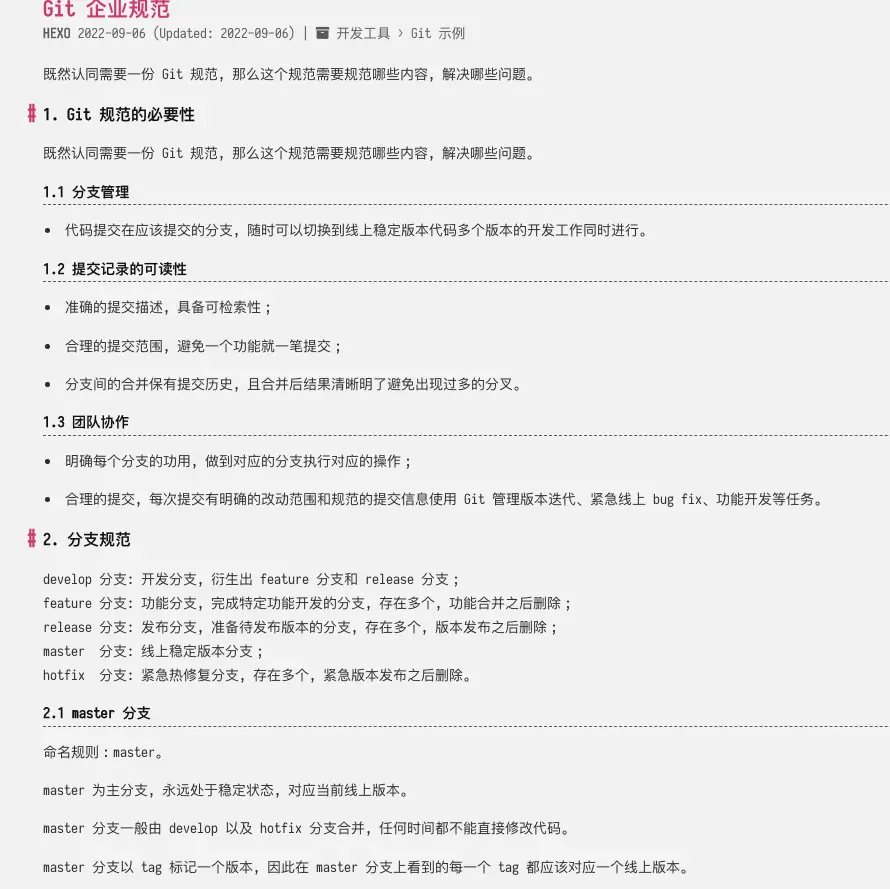 Git 企业规范
HEXO 2022-09-06 (Updated: 2022-09-06) | 开发工具 › Git 示例
既然认同需要一份 Git 规范，那么这个规范需要规范哪些内容，解决哪些问题。
# 1. Git 规范的必要性
既然认同需要一份 Git 规范，那么这个规范需要规范哪些内容，解决哪些问题。
1.1 分支管理
• 代码提交在应该提交的分支，随时可以切换到线上稳定版本代码多个版本的开发工作同时进行。
1.2 提交记录的可读性
• 准确的提交描述，具备可检索性；
• 合理的提交范围，避免一个功能就一笔提交；
• 分支间的合并保有提交历史，且合并后结果清晰明了避免出现过多的分叉。
1.3 团队协作
• 明确每个分支的功用，做到对应的分支执行对应的操作；
• 合理的提交，每次提交有明确的改动范围和规范的提交信息使用 Git 管理版本迭代、紧急线上 bug fix、功能开发等任务。
# 2. 分支规范
develop 分支: 开发分支，衍生出 feature 分支和 release 分支；
feature 分支: 功能分支，完成特定功能开发的分支，存在多个，功能合并之后删除；
release 分支: 发布分支，准备待发布版本的分支，存在多个，版本发布之后删除；
master 分支: 线上稳定版本分支；
hotfix 分支: 紧急热修复分支，存在多个，紧急版本发布之后删除。
2.1 master 分支
命名规则：master。
master 为主分支，永远处于稳定状态，对应当前线上版本。
master 分支一般由 develop 以及 hotfix 分支合并，任何时间都不能直接修改代码。
master 分支以 tag 标记一个版本，因此在 master 分支上看到的每一个 tag 都应该对应一个线上版本。